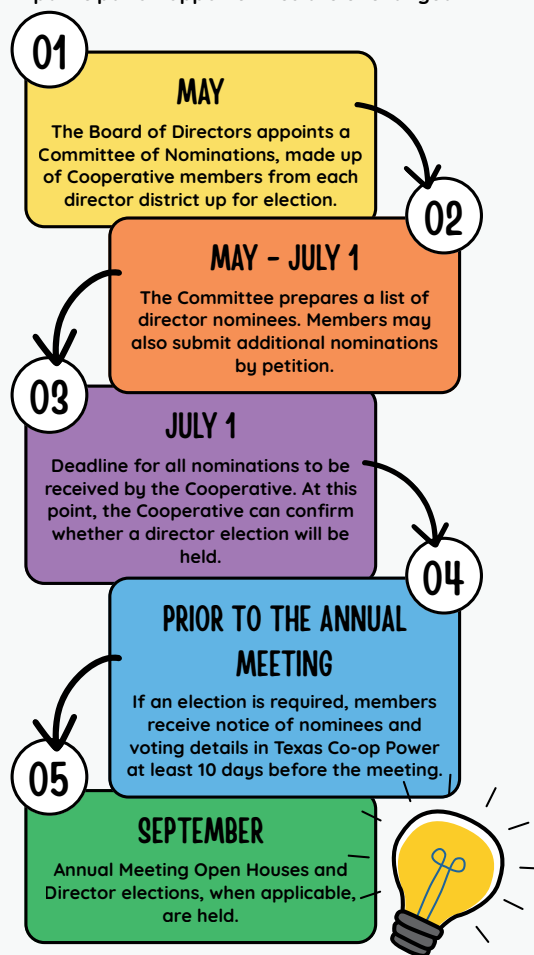 01
MAY
The Board of Directors appoints a
Committee of Nominations, made up
of Cooperative members from each
director district up for election.
02
MAY - JULY 1
The Committee prepares a list of
director nominees. Members may
also submit additional nominations
by petition.
03
JULY 1
Deadline for all nominations to be
received by the Cooperative. At this
point, the Cooperative can confirm
whether a director election will be
held.
04
PRIOR TO THE ANNUAL
MEETING
If an election is required, members
receive notice of nominees and
voting details in Texas Co-op Power
at least 10 days before the meeting.
05
SEPTEMBER
Annual Meeting Open Houses and
Director elections, when applicable,
are held.